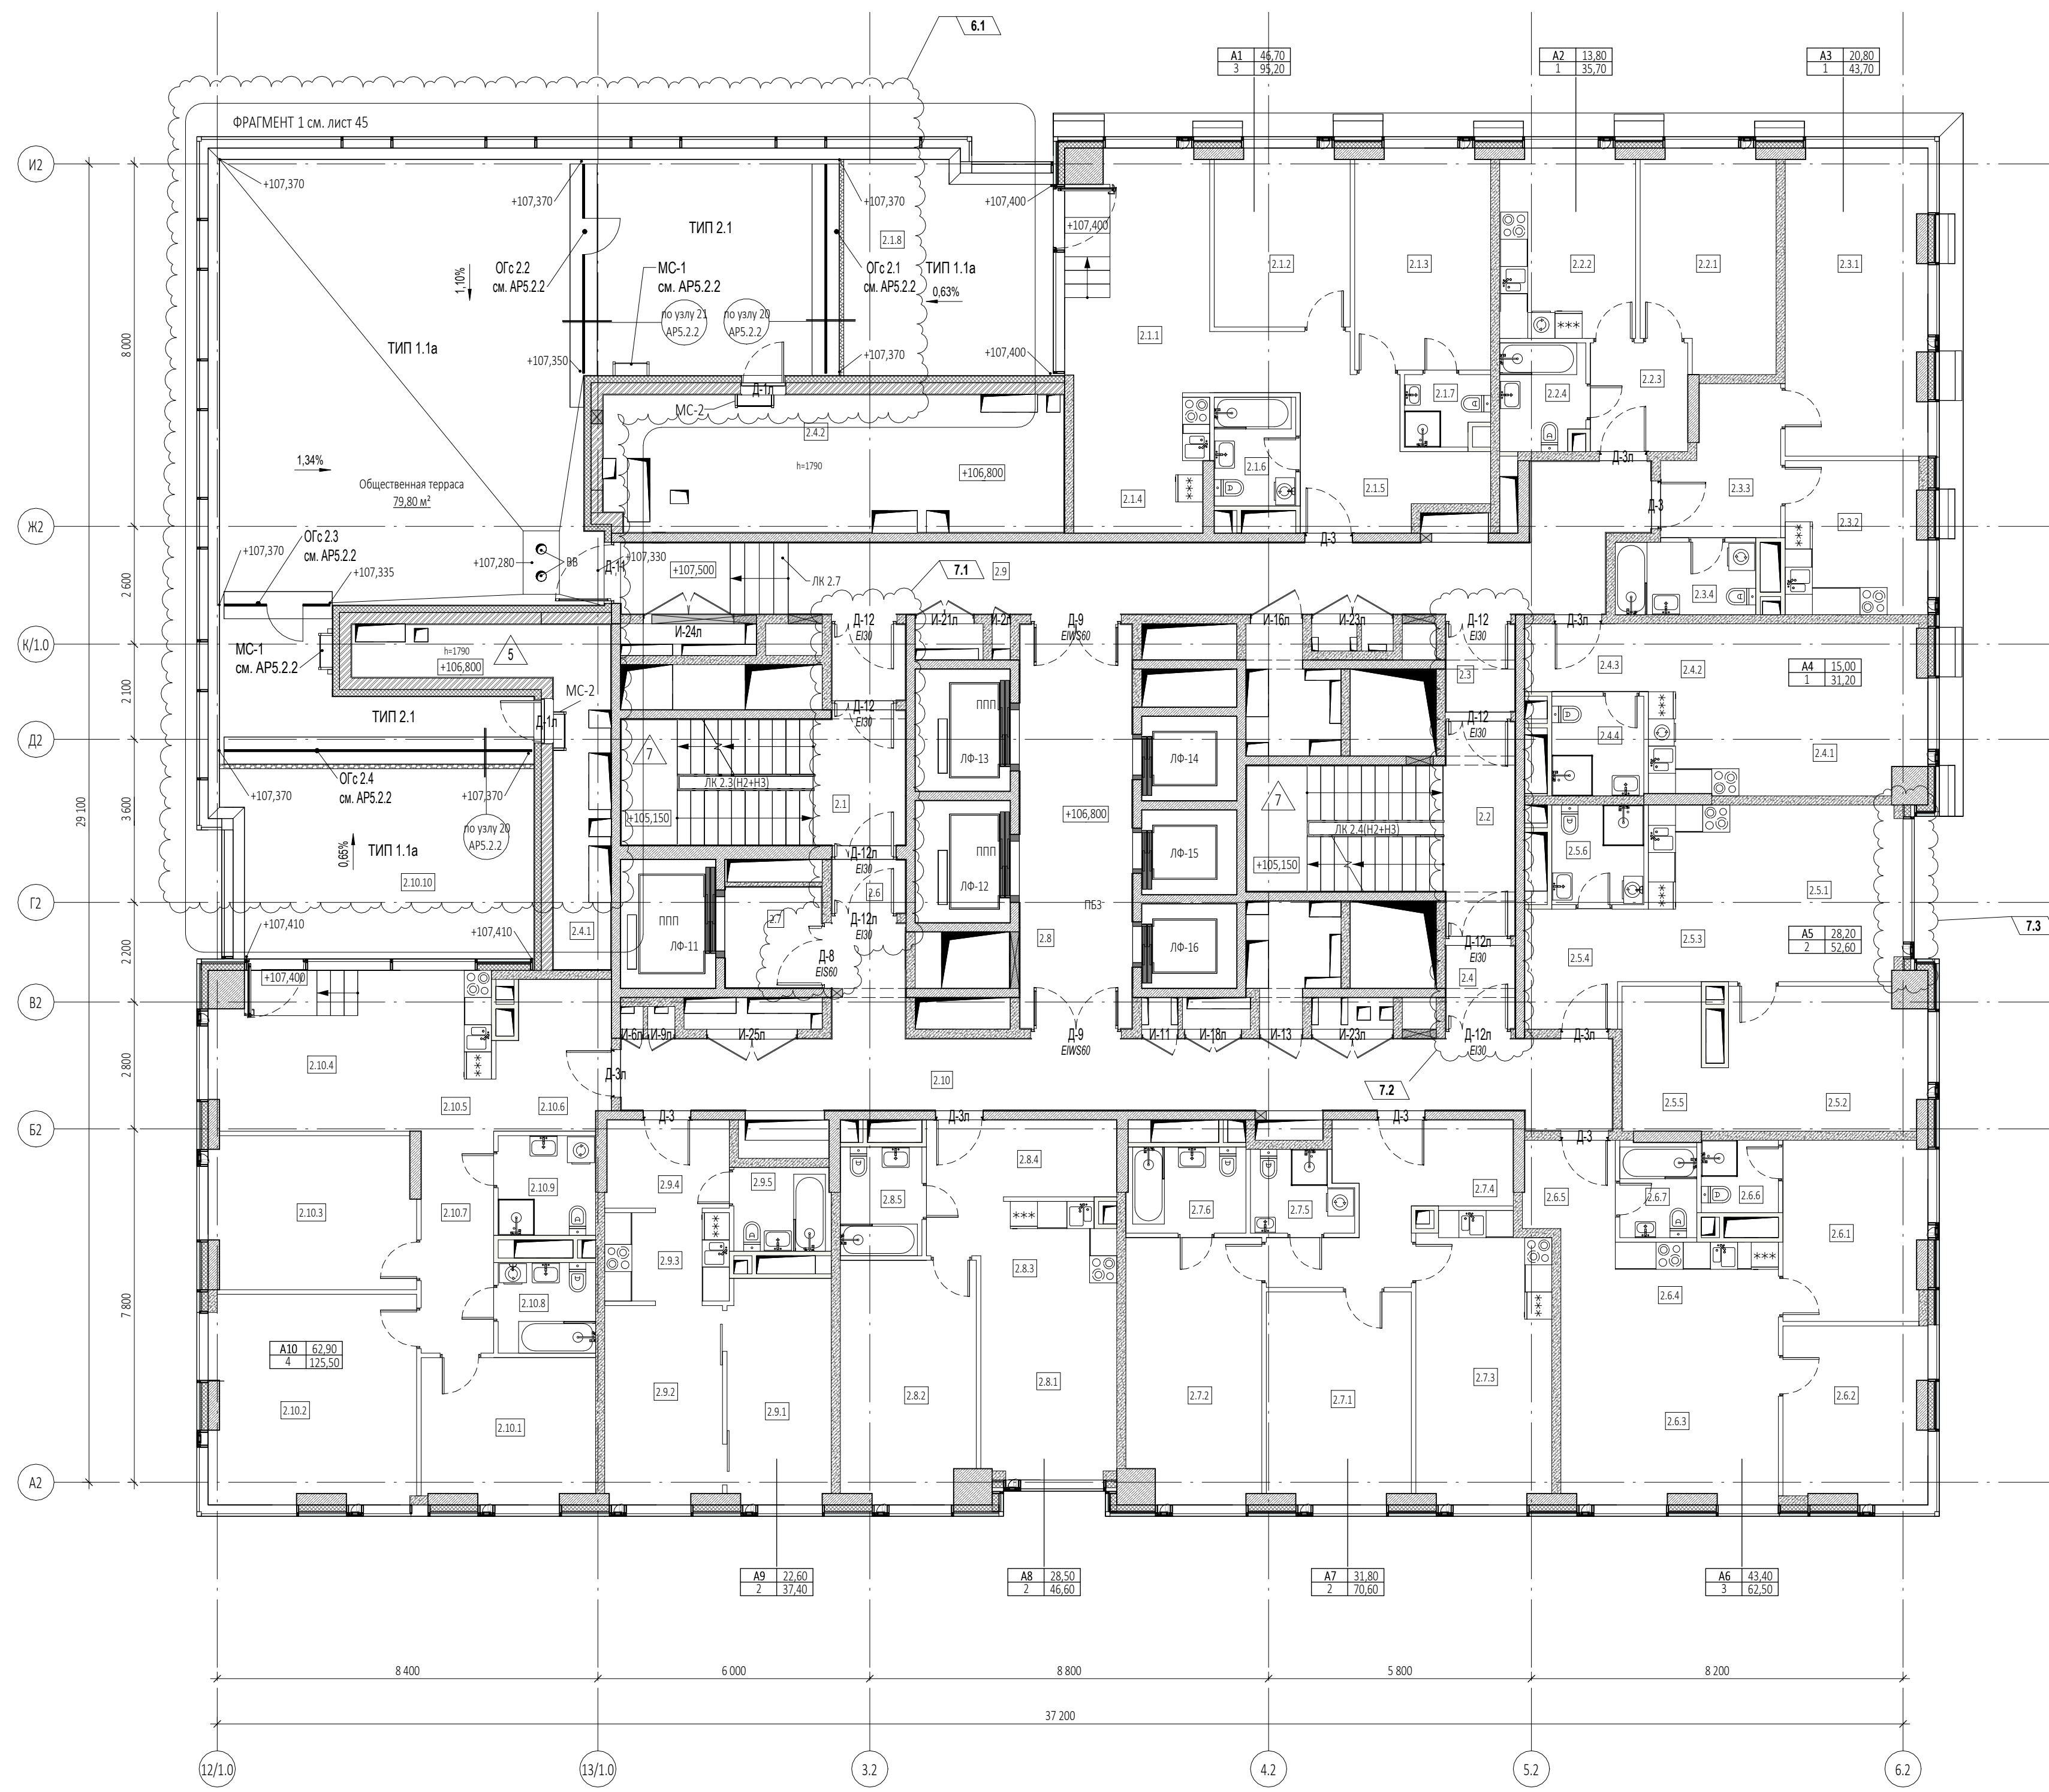 6.1
А1 46,70
3 95,20
А2 13,80
1 35,70
А3 20,80
1 43,70
ФРАГМЕНТ 1 см. лист 45
И2
+107,370
+107,370
+107,370
+107,400
+107,400
ТИП 2.1
2.1.8
ОГс 2.2
см. АР5.2.2
МС-1
см. АР5.2.2
ОГс 2.1
см. АР5.2.2
ТИП 1.1а
0,63%
1,10%
2.1.2
2.1.3
2.2.2
2.2.1
2.3.1
по узлу 21
АР5.2.2
по узлу 20
АР5.2.2
8 000
ТИП 1.1а
+107,350
+107,370
+107,400
2.1.1
Д-1л
МС-2
2.4.2
h=1790
+106,800
2.1.7
2.2.4
2.2.3
2.1.6
2.1.4
2.1.5
Д-3л
Д-3
2.3.3
2.3.2
1,34%
Общественная терраса
79,80 м²
Ж2
ОГс 2.3
см. АР5.2.2
+107,370
+107,335
+107,280
ВВ
Д-1
+107,330
+107,500
ЛК 2.7
7.1
2.9
Д-3
2.3.4
2 600
К/1.0
МС-1
см. АР5.2.2
h=1790
+106,800
5
И-24л
Д-12
EI30
И-21л
И-2л
Д-9
EIWS60
И-16л
И-23л
Д-12
EI30
Д-3л
2.3
2.4.3
2.4.2
А4 15,00
1 31,20
2 100
ТИП 2.1
МС-2
Д-1л
Д-12
EI30
ППП
ЛФ-13
ЛФ-14
Д-12
EI30
2.4.4
2.4.1
Д2
7
ЛК 2.3(Н2+Н3)
ОГс 2.4
см. АР5.2.2
+107,370
+107,370
2.1
7
3 600
29 100
по узлу 20
АР5.2.2
+105,150
+106,800
2.2
ЛК 2.4(Н2+Н3)
0,65%
ТИП 1.1а
2.10.10
Д-12л
EI30
ППП
ЛФ-12
ЛФ-15
+105,150
2.5.6
2.5.1
Г2
2.6
ППП
ЛФ-11
2.7
Д-12л
EI30
ПБЗ
2.8
ЛФ-16
Д-12л
EI30
2.5.3
А5 28,20
2 52,60
7.3
+107,410
+107,410
2.4.1
Д-8
EIS60
2.4
2.5.4
2 200
В2
+107,400
И-6л
И-9л
И-25л
Д-9
EIWS60
И-11
И-18л
И-13
И-23л
Д-12л
EI30
Д-3л
2 800
2.10.4
Д-3л
2.10
7.2
2.10.5
2.10.6
2.5.5
2.5.2
Б2
Д-3
Д-3л
Д-3
Д-3
2.10.3
2.10.7
2.10.9
2.9.4
2.9.5
2.8.5
2.8.4
2.7.6
2.7.5
2.7.4
2.6.5
2.6.7
2.6.6
2.6.1
2.9.3
2.8.3
2.6.4
7 800
2.10.8
А10 62,90
4 125,50
2.10.2
2.10.1
2.9.2
2.9.1
2.8.2
2.8.1
2.7.2
2.7.1
2.7.3
2.6.3
2.6.2
А2
А9 22,60
2 37,40
А8 28,50
2 46,60
А7 31,80
2 70,60
А6 43,40
3 62,50
8 400
6 000
8 800
5 800
8 200
37 200
12/1.0
13/1.0
3.2
4.2
5.2
6.2